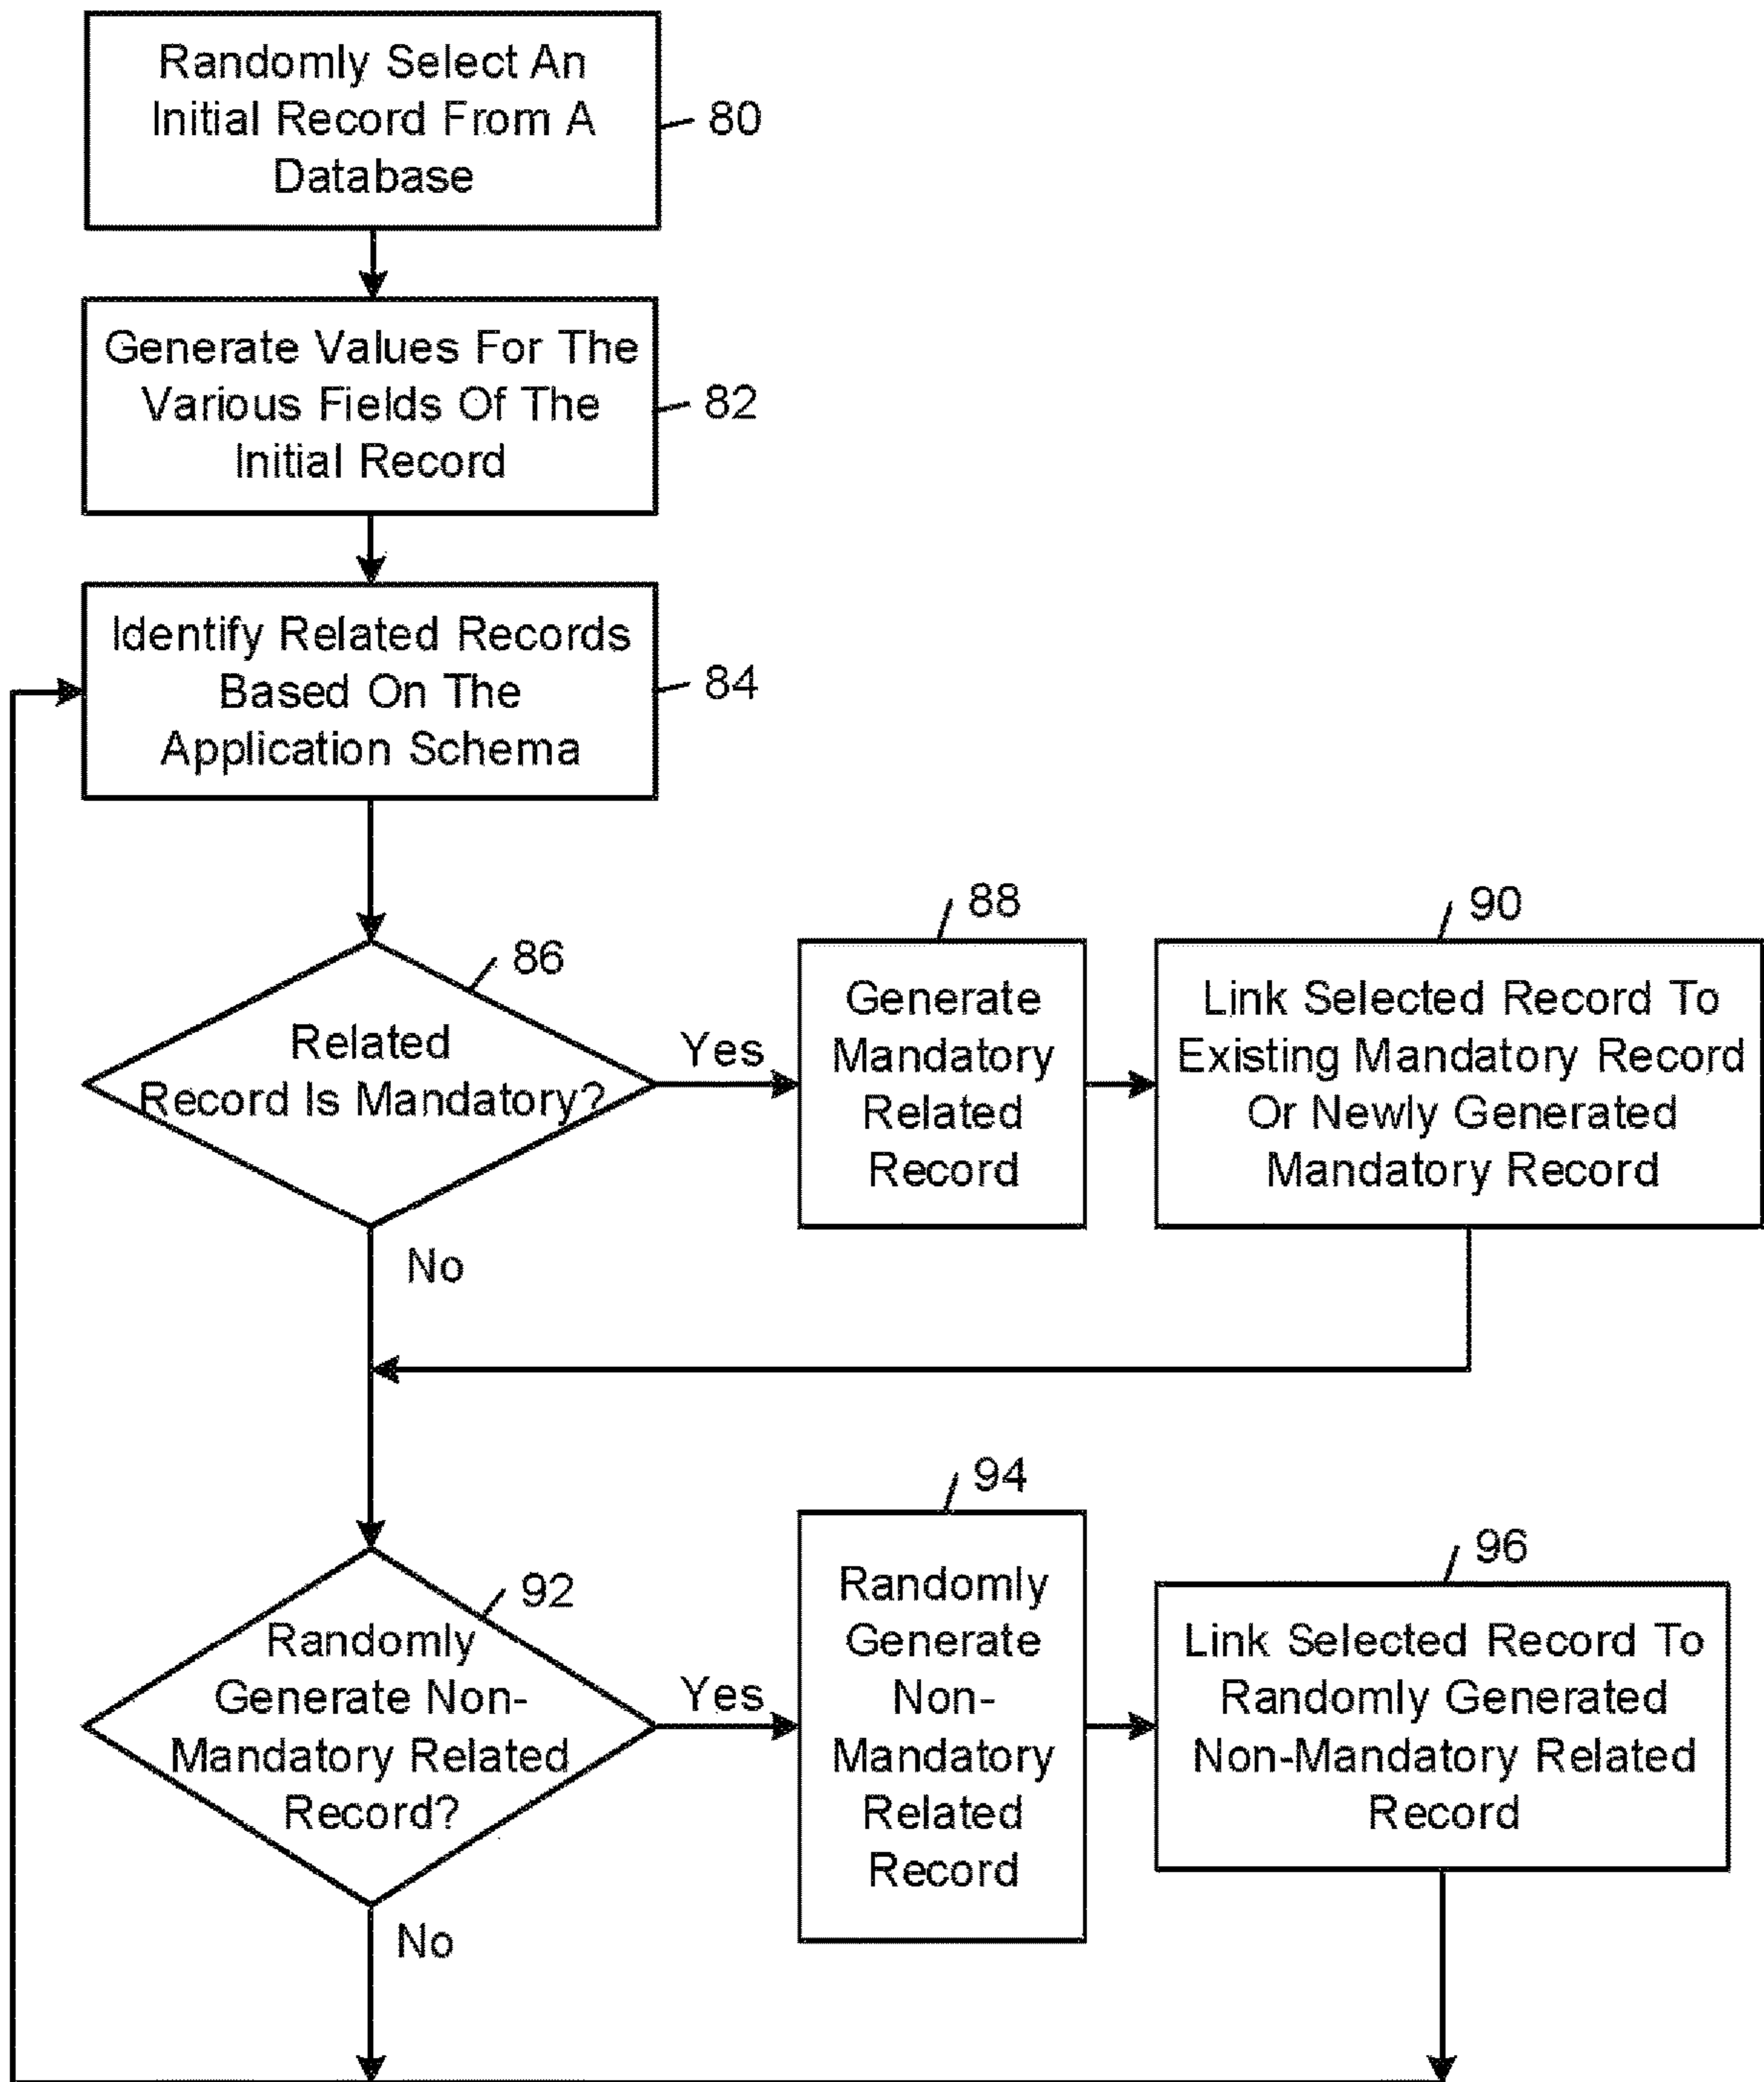 Randomly Select An
Initial Record From A
Database
80
Generate Values For The
Various Fields Of The
Initial Record
82
Identify Related Records
Based On The
Application Schema
84
86
Related
Record Is Mandatory?
Yes
No
88
Generate
Mandatory
Related
Record
90
Link Selected Record To
Existing Mandatory Record
Or Newly Generated
Mandatory Record
92
Randomly
Generate Non-
Mandatory Related
Record?
Yes
No
94
Randomly
Generate
Non-
Mandatory
Related
Record
96
Link Selected Record To
Randomly Generated
Non-Mandatory Related
Record